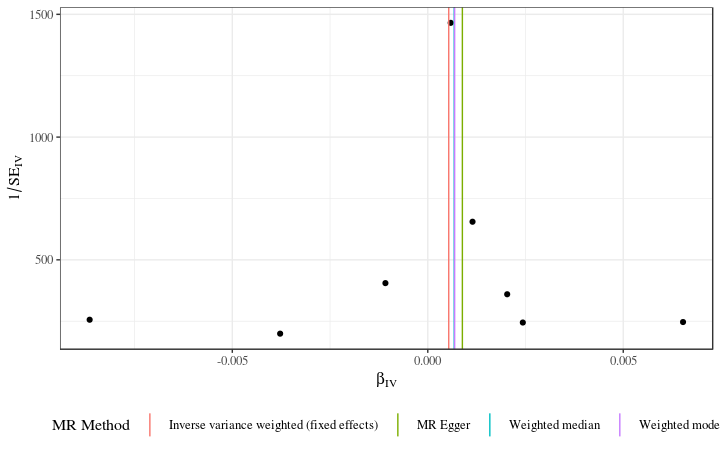 1500
1000
500
1/SE_IV
-0.005 0.000 0.005
β_IV
MR Method Inverse variance weighted (fixed effects) MR Egger Weighted median Weighted mode